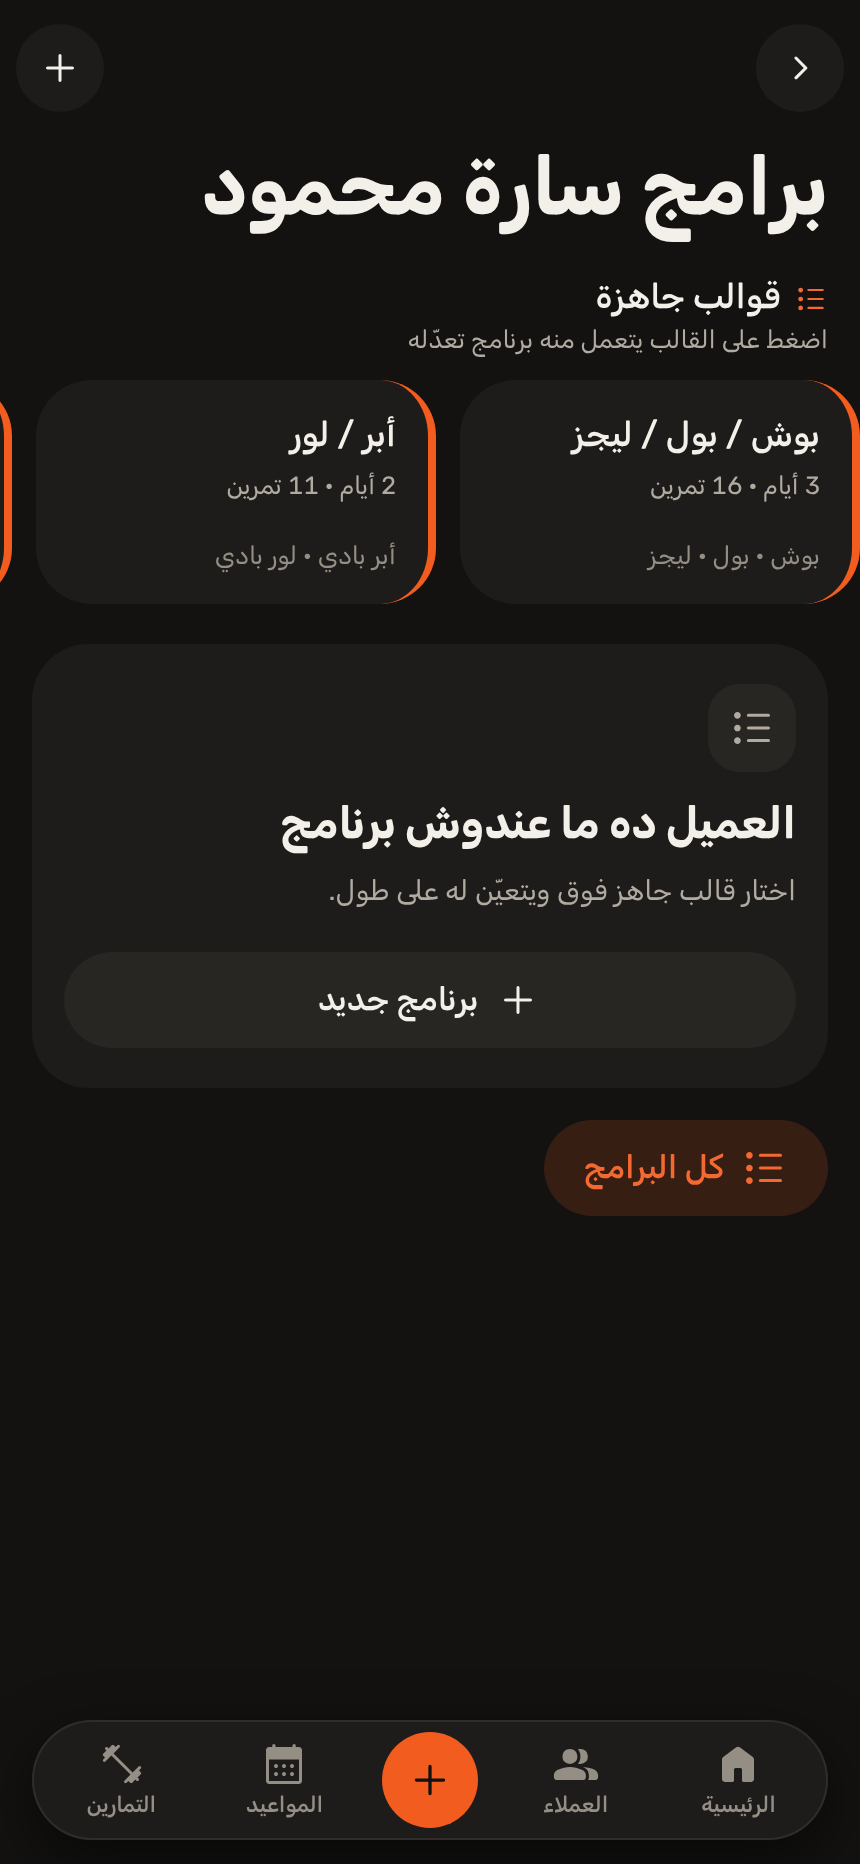 برامج سارة محمود
قوالب جاهزة
اضغط على القالب يتعمل منه برنامج تعدّله
بوش / بول / ليجز
3 أيام • 16 تمرين
بوش • بول • ليجز
أبر / لور
2 أيام • 11 تمرين
أبر بادي • لور بادي
العميل ده ما عندوش برنامج
اختار قالب جاهز فوق ويتعيّن له على طول.
برنامج جديد
كل البرامج
الرئيسية
العملاء
المواعيد
التمارين